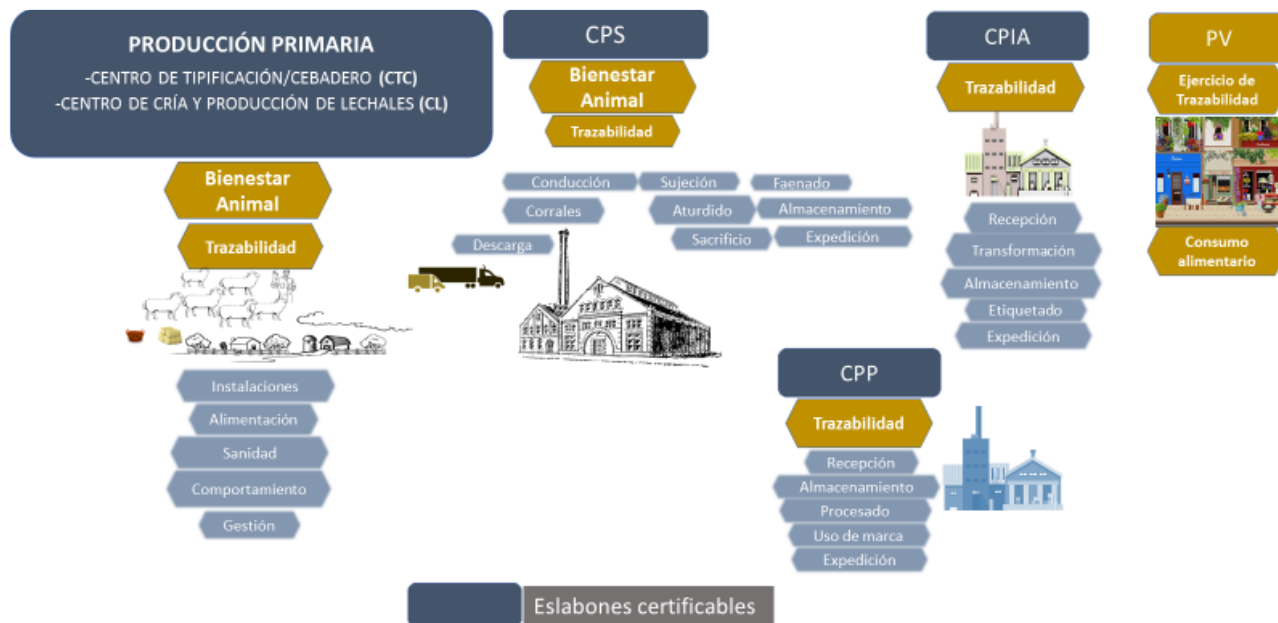 PRODUCCIÓN PRIMARIA
-CENTRO DE TIPIFICACIÓN/CEBADERO (CTC)
-CENTRO DE CRÍA Y PRODUCCIÓN DE LECHALES (CL)
Bienestar
Animal
Trazabilidad
Instalaciones
Alimentación
Sanidad
Comportamiento
Gestión
CPS
Bienestar
Animal
Trazabilidad
Conducción
Sujeción
Faenado
Corrales
Aturdido
Almacenamiento
Descarga
Sacrificio
Expedición
CPP
Trazabilidad
Recepción
Almacenamiento
Procesado
Uso de marca
Expedición
CPIA
Trazabilidad
Recepción
Transformación
Almacenamiento
Etiquetado
Expedición
PV
Ejercicio de
Trazabilidad
Consumo
alimentario
Eslabones certificables